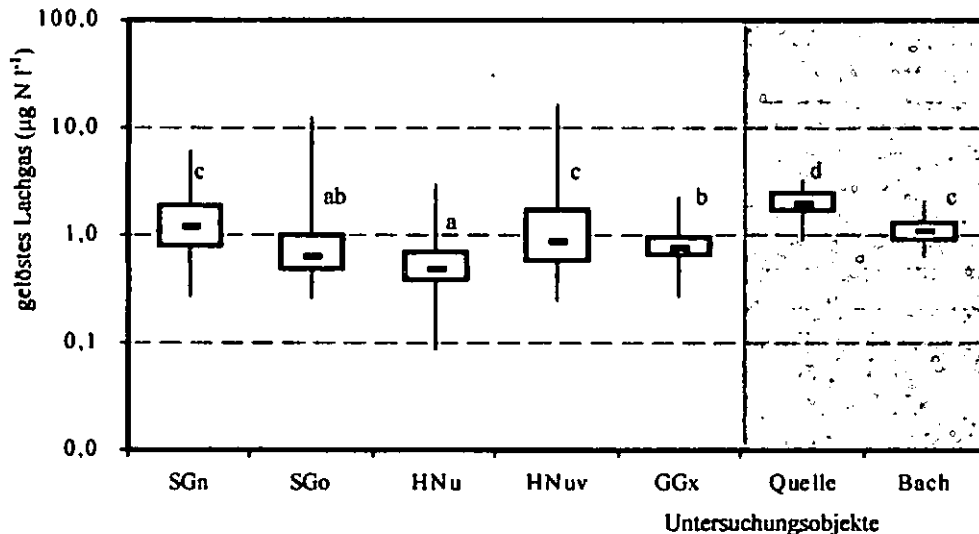 gelöstes Lachgas (µg N l⁻¹)
100,0
10,0
1,0
0,1
0,0
c
ab
a
c
b
d
c
SGn
SGo
HNu
HNuv
GGx
Quelle
Bach
Untersuchungsobjekte